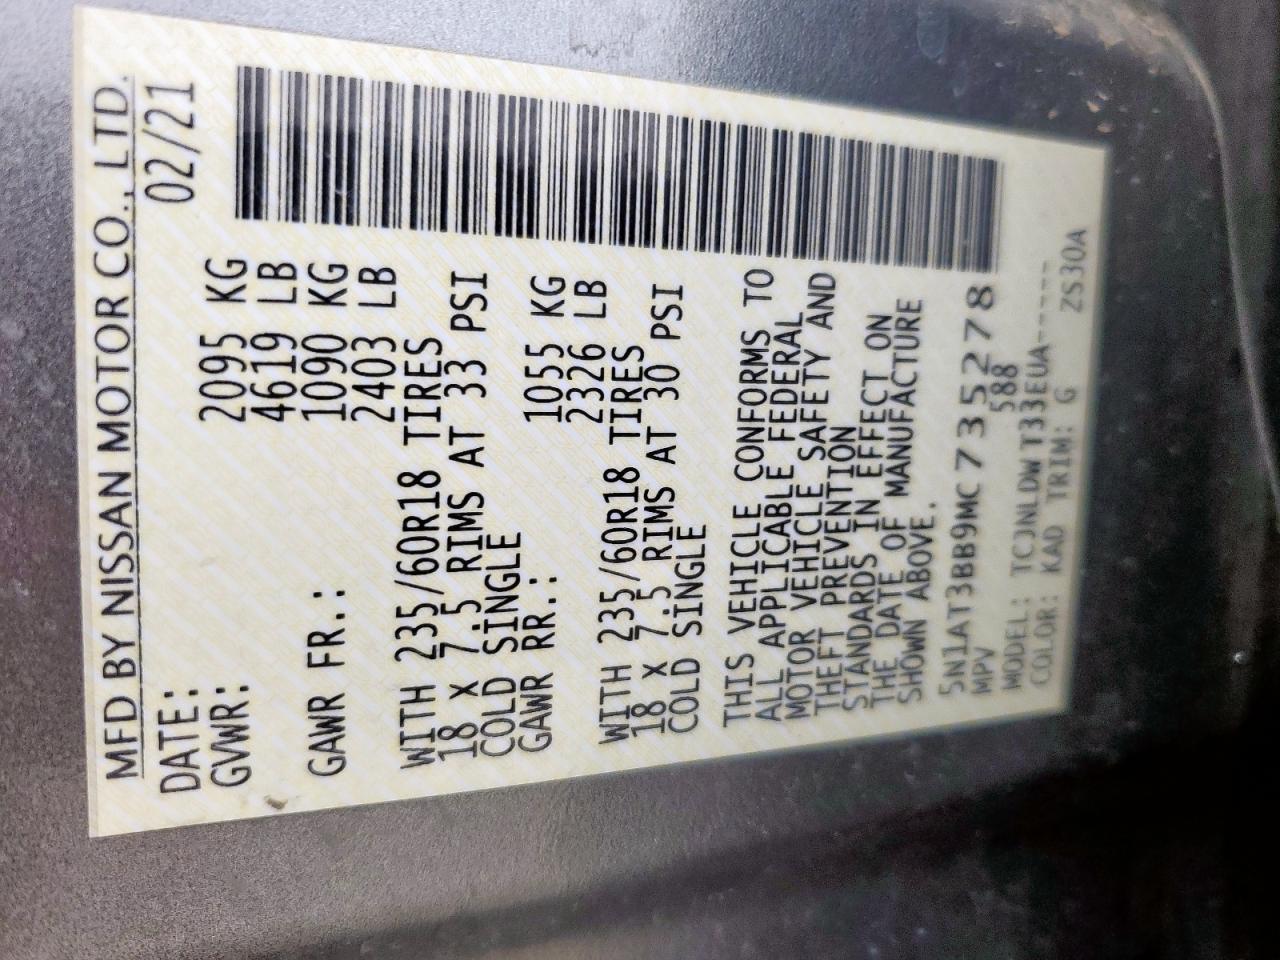 MFD BY NISSAN MOTOR CO., LTD.
DATE: 02/21
GVWR: 2095 KG
4619 LB
GAWR FR.: 1090 KG
2403 LB
WITH 235/60R18 TIRES
18 X 7.5 RIMS AT 33 PSI
COLD SINGLE
GAWR RR.: 1055 KG
2326 LB
WITH 235/60R18 TIRES
18 X 7.5 RIMS AT 30 PSI
COLD SINGLE
THIS VEHICLE CONFORMS TO
ALL APPLICABLE FEDERAL
MOTOR VEHICLE SAFETY AND
THEFT PREVENTION
STANDARDS IN EFFECT ON
THE DATE OF MANUFACTURE
SHOWN ABOVE.
5N1AT3BB9MC735278
MPV 588
MODEL: TCJNLDWT33EUA-----
COLOR: KAD TRIM: G ZS30A